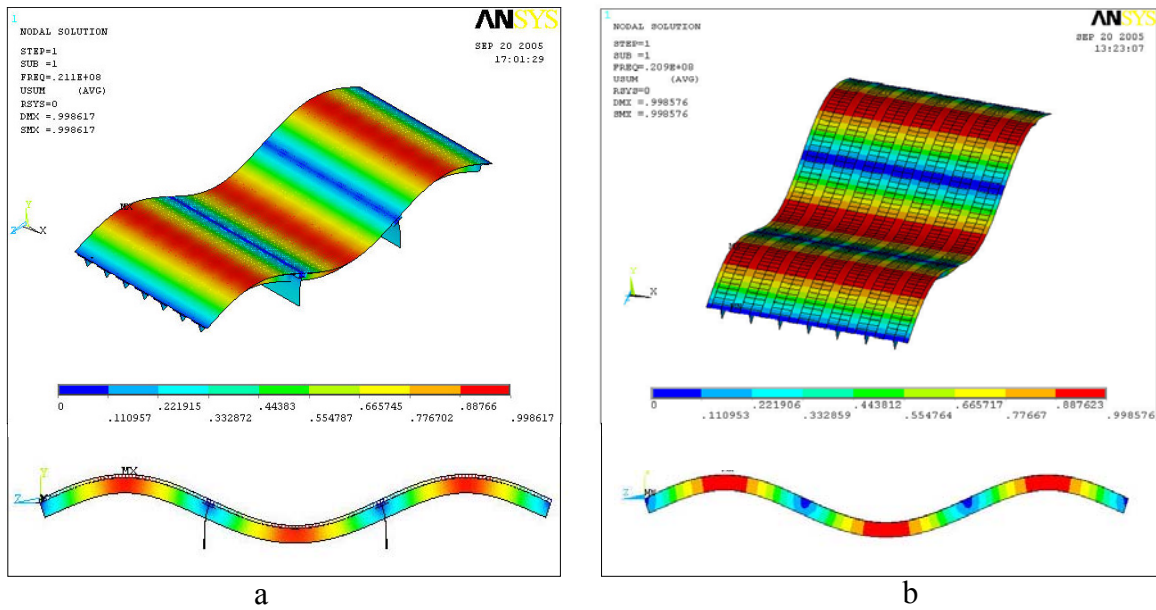 1
ANSYS
NODAL SOLUTION
SEP 20 2005
17:01:29
STEP=1
SUB =1
FREQ=.211E+08
USUM (AVG)
RSYS=0
DMX =.998617
SMX =.998617
MX
Y
Z X
0 .110957 .221915 .332872 .44383 .554787 .665745 .776702 .88766 .998617
Y
MX
Z
a
1
ANSYS
NODAL SOLUTION
SEP 20 2005
13:23:07
STEP=1
SUB =1
FREQ=.209E+08
USUM (AVG)
RSYS=0
DMX =.998576
SMX =.998576
Y
X
0 .110953 .221906 .332859 .443812 .554764 .665717 .77667 .887623 .998576
Z
b